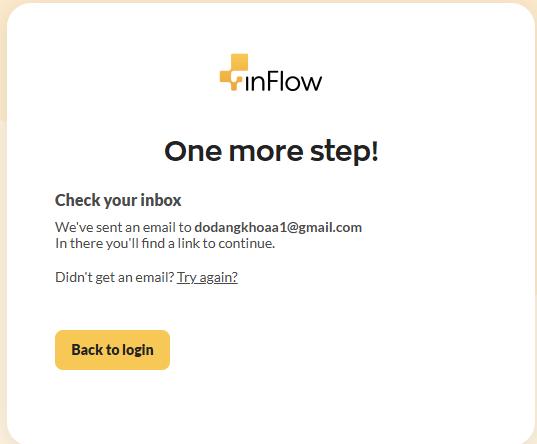 inFlow
One more step!
Check your inbox
We've sent an email to dodangkhoaa1@gmail.com
In there you'll find a link to continue.
Didn't get an email? Try again?
Back to login